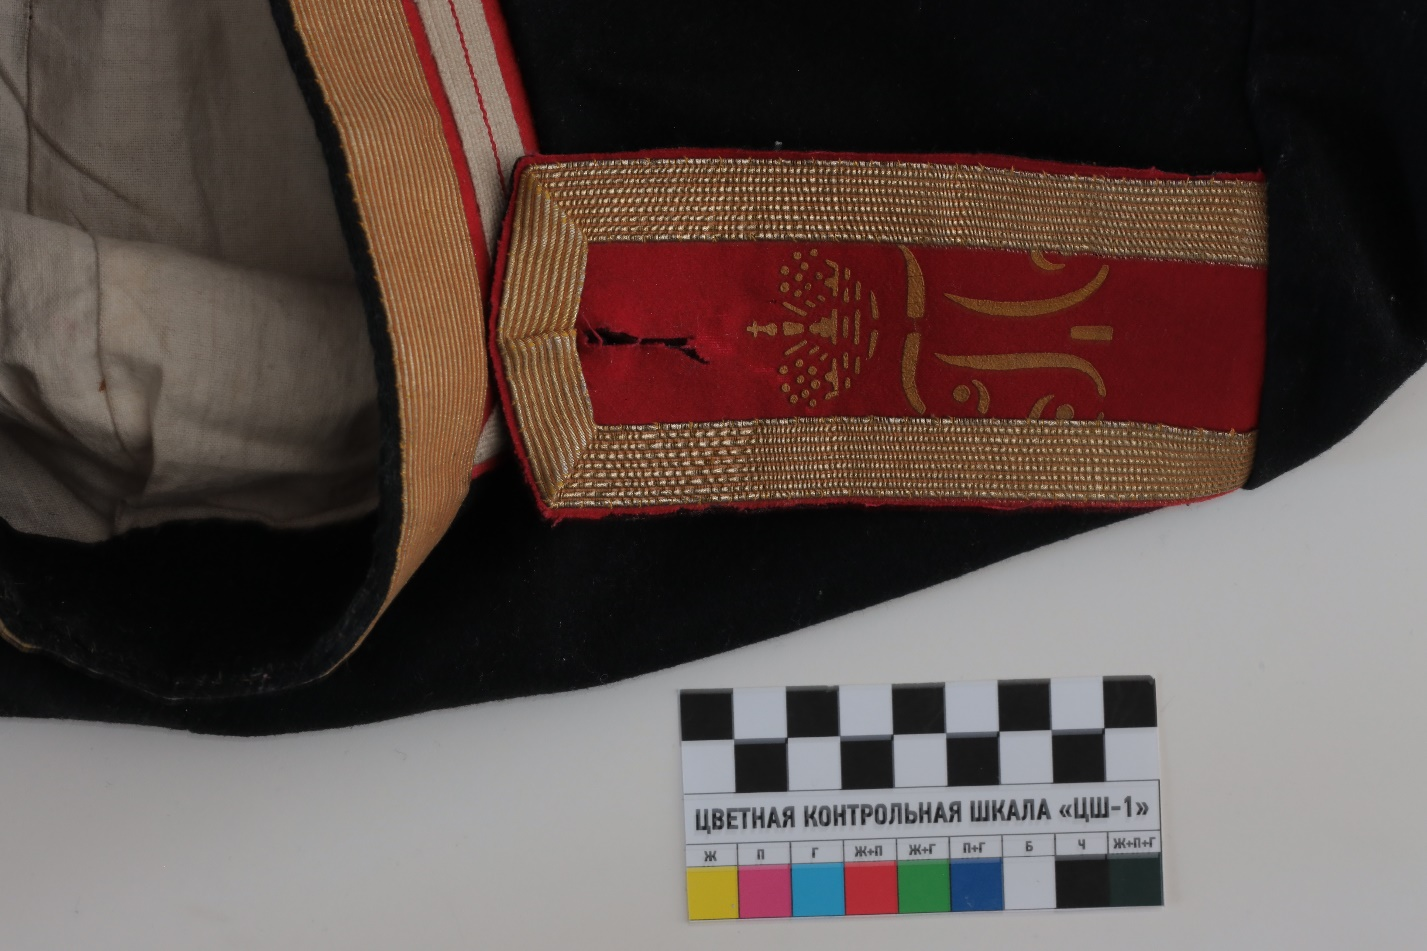 ЦВЕТНАЯ КОНТРОЛЬНАЯ ШКАЛА «ЦШ-1»
Ж П Г Ж+П Ж+Г П+Г Б Ч Ж+П+Г